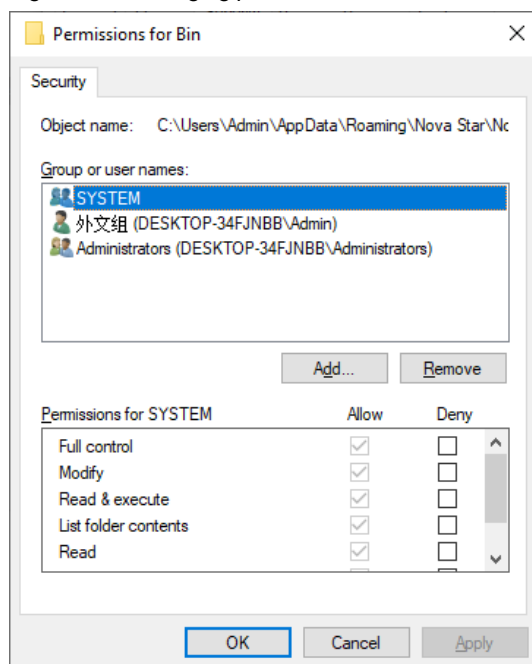 Permissions for Bin
Security
Object name: C:\Users\Admin\AppData\Roaming\Nova Star\Nc
Group or user names:
SYSTEM
外文组 (DESKTOP-34FJNBB\Admin)
Administrators (DESKTOP-34FJNBB\Administrators)
Add... Remove
Permissions for SYSTEM Allow Deny
Full control
Modify
Read & execute
List folder contents
Read
OK Cancel Apply